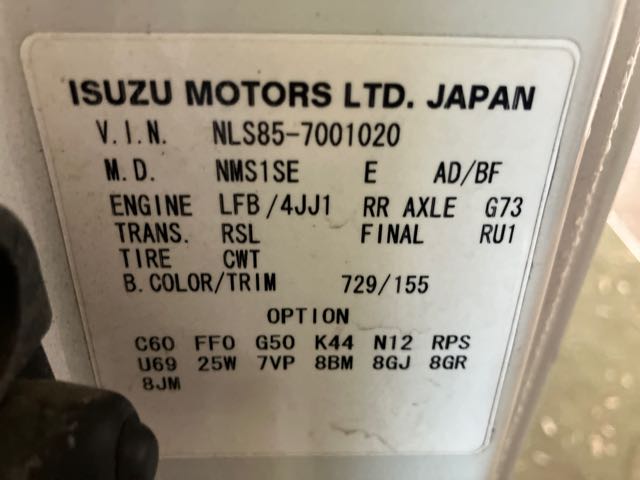 ISUZU MOTORS LTD. JAPAN
V.I.N. NLS85-7001020
M.D. NMS1SE E AD/BF
ENGINE LFB/4JJ1 RR AXLE G73
TRANS. RSL FINAL RU1
TIRE CWT
B.COLOR/TRIM 729/155
OPTION
C60 FF0 G50 K44 N12 RPS
U69 25W 7VP 8BM 8GJ 8GR
8JM